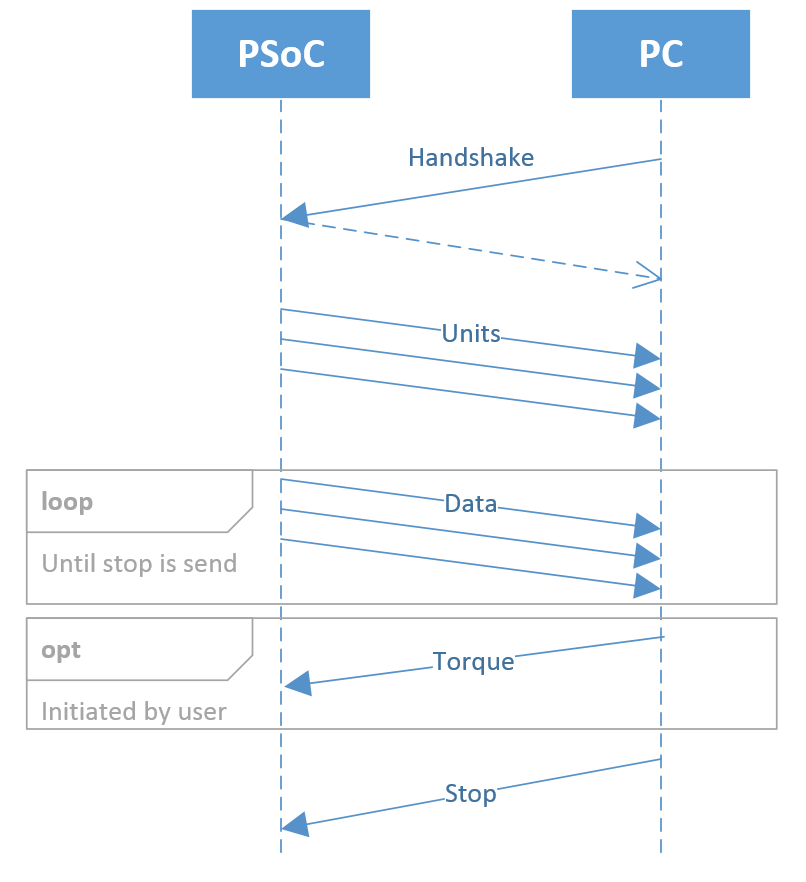 PSoC
PC
Handshake
Units
loop
Data
Until stop is send
opt
Torque
Initiated by user
Stop